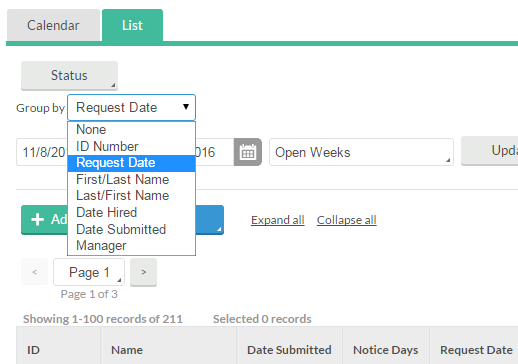 Calendar List
Status
Group by Request Date
None
ID Number
Request Date
First/Last Name
Last/First Name
Date Hired
Date Submitted
Manager
11/8/20 016 Open Weeks
+ Expand all Collapse all
< Page 1 >
Page 1 of 3
Showing 1-100 records of 211 Selected 0 records
ID Name Date Submitted Notice Days Request Date